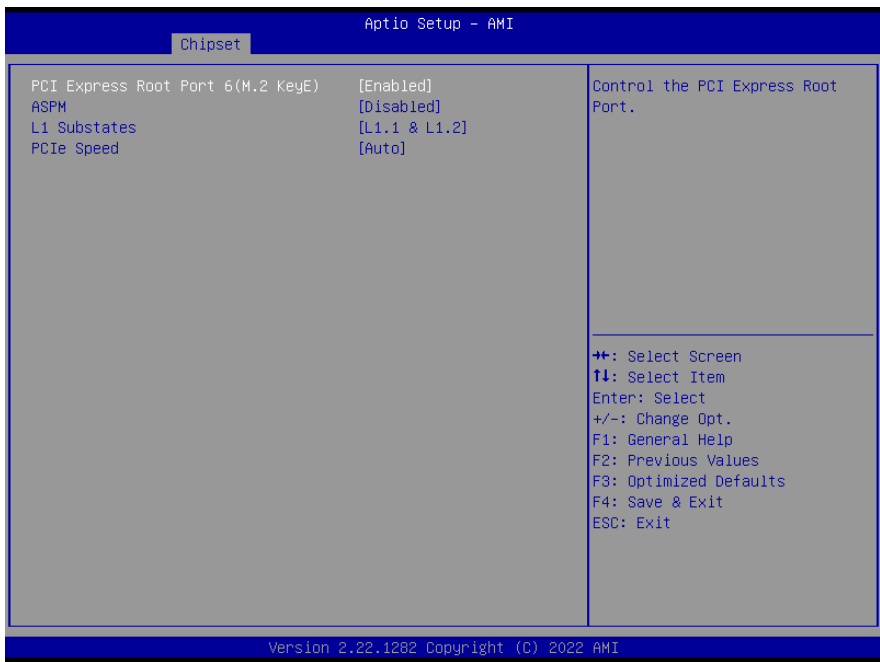 Aptio Setup – AMI
Chipset
PCI Express Root Port 6(M.2 KeyE) [Enabled]
ASPM [Disabled]
L1 Substates [L1.1 & L1.2]
PCIe Speed [Auto]
Control the PCI Express Root
Port.
→←: Select Screen
↑↓: Select Item
Enter: Select
+/-: Change Opt.
F1: General Help
F2: Previous Values
F3: Optimized Defaults
F4: Save & Exit
ESC: Exit
Version 2.22.1282 Copyright (C) 2022 AMI